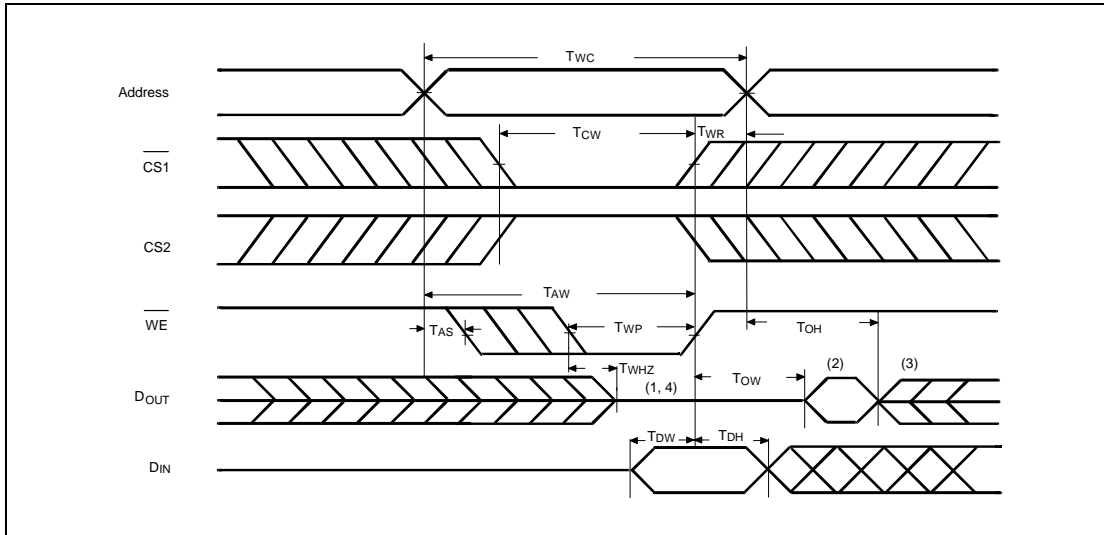 TWC
Address
TCW
TWR
CS1
CS2
TAW
WE
TAS
TWP
TOH
TWHZ
(1, 4)
TOW
(2)
(3)
DOUT
TDW
TDH
DIN